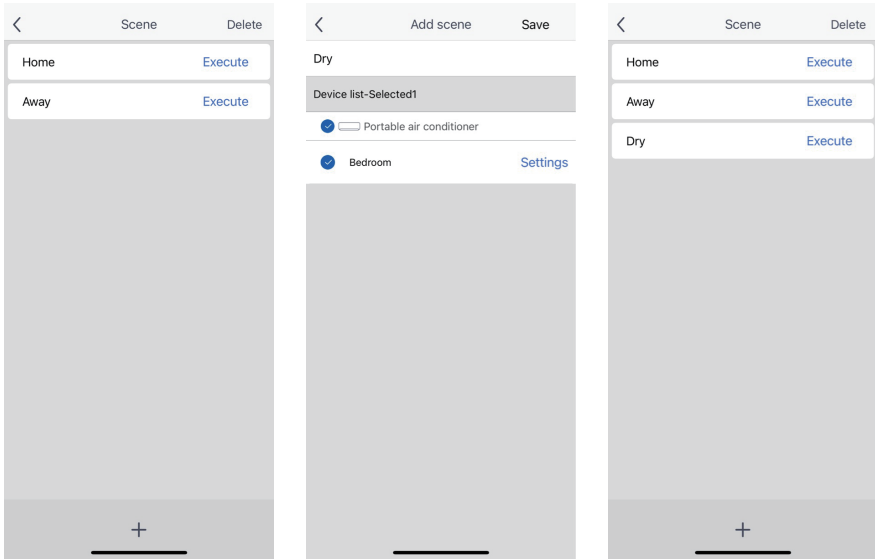 Scene Delete
Home Execute
Away Execute
Add scene Save
Dry
Device list-Selected1
Portable air conditioner
Bedroom Settings
Scene Delete
Home Execute
Away Execute
Dry Execute